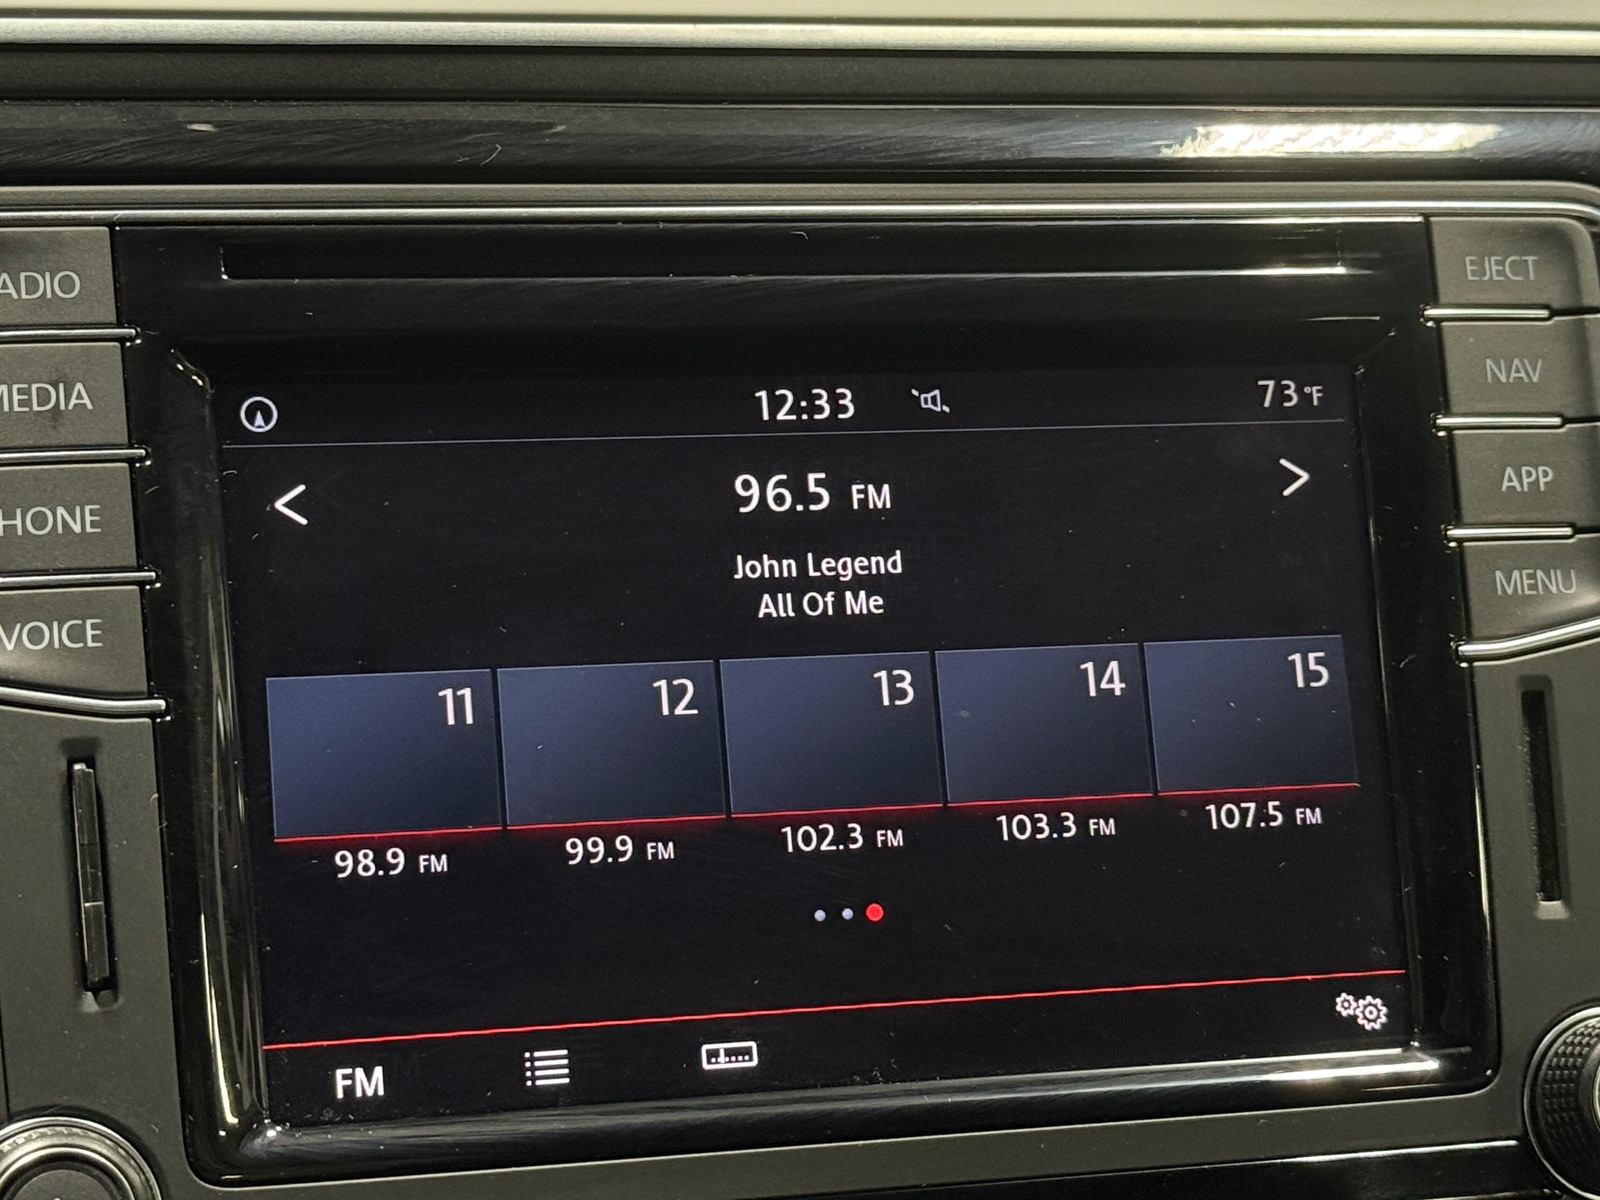 ADIO
MEDIA
HONE
VOICE
EJECT
NAV
APP
MENU
12:33
73°F
< 96.5 FM >
John Legend
All Of Me
11 12 13 14 15
98.9 FM 99.9 FM 102.3 FM 103.3 FM 107.5 FM
FM